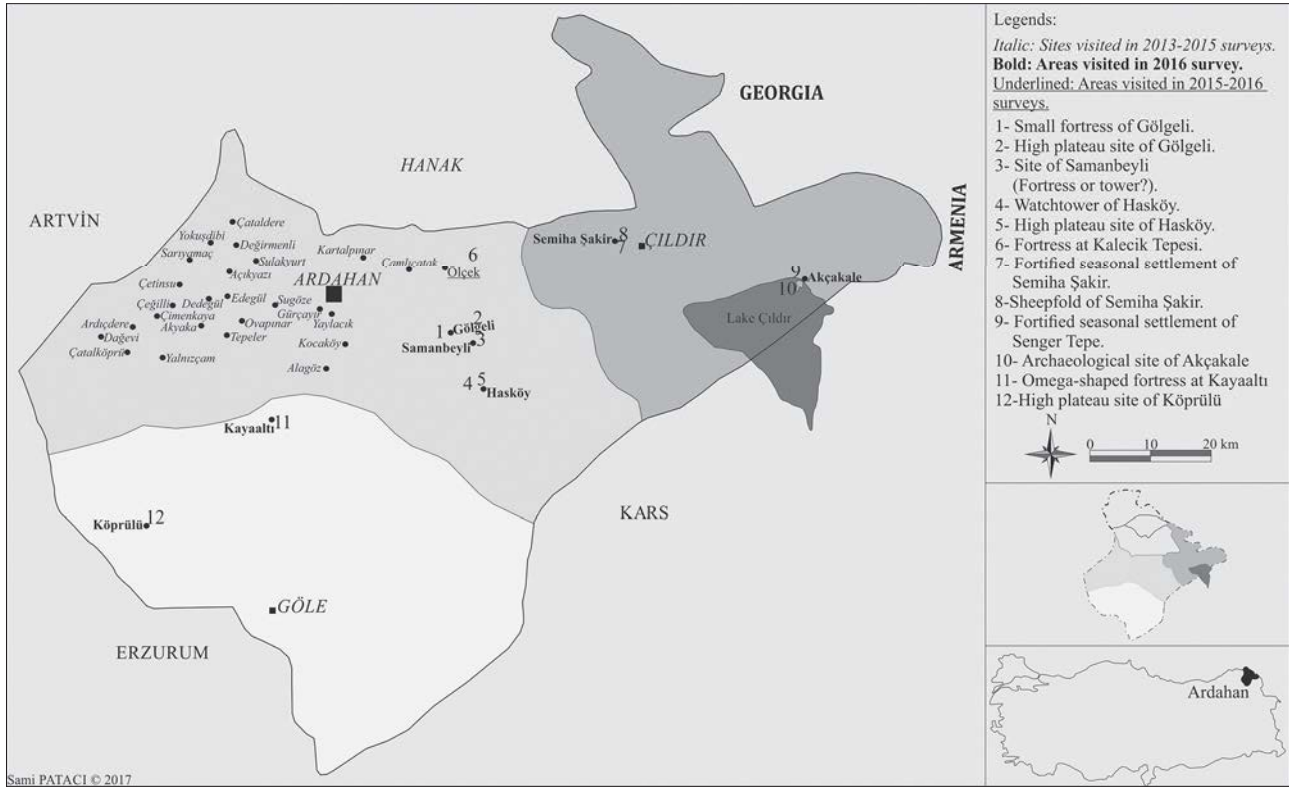 GEORGIA
HANAK
ARMENIA
ARTVİN
Çataldere
Yokuşdibi
Değirmenli
Sarıyamaç
Sulakyurt
Kartalpınar
Çamlıçatak
6
Ölçek
Semiha Şakir
8
7
ÇILDIR
Açıkyazı
ARDAHAN
9
Akçakale
10
Çetinsu
Dedegül
Edegül
Sugöze
Çeğilli
Gürçayır
Yaylacık
Çimenkaya
Akyaka
Ovapınar
Lake Çıldır
Ardıçdere
Dağevi
Tepeler
Kocaköy
2
1
Gölgeli
Samanbeyli
3
Çatalköprü
Yalnızçam
Alagöz
4
5
Hasköy
Kayaaltı
11
KARS
Köprülü
12
GÖLE
ERZURUM
Sami PATACI © 2017
Legends:
Italic: Sites visited in 2013-2015 surveys.
Bold: Areas visited in 2016 survey.
Underlined: Areas visited in 2015-2016
surveys.
1- Small fortress of Gölgeli.
2- High plateau site of Gölgeli.
3- Site of Samanbeyli
(Fortress or tower?).
4- Watchtower of Hasköy.
5- High plateau site of Hasköy.
6- Fortress at Kalecik Tepesi.
7- Fortified seasonal settlement of
Semiha Şakir.
8-Sheepfold of Semiha Şakir.
9- Fortified seasonal settlement of
Senger Tepe.
10- Archaeological site of Akçakale
11- Omega-shaped fortress at Kayaaltı
12-High plateau site of Köprülü
N
0 10 20 km
Ardahan